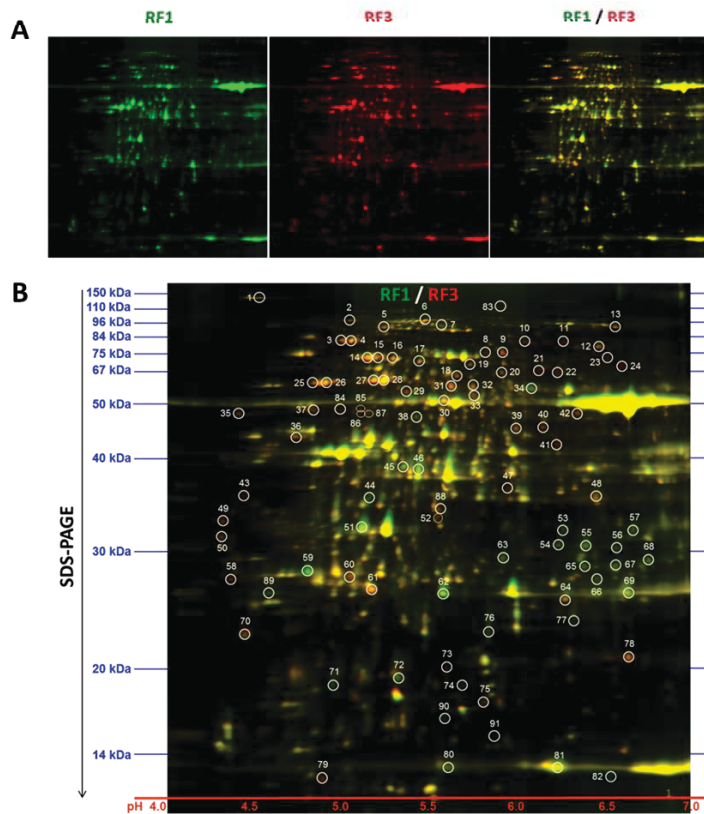 RF1 RF3 RF1 / RF3
A
B
RF1 / RF3
150 kDa
110 kDa
96 kDa
84 kDa
75 kDa
67 kDa
50 kDa
40 kDa
30 kDa
20 kDa
14 kDa
SDS-PAGE
1
83
2 5 6 7 13
3 4 8 9 10 11 12
14 15 16 17 19 23
18 20 21 22 24
25 26 27 28 29 31 32 34
30 33
35 37 84 85 38 42
86 87 39 40
36 41
45 46
43 44 47 48
88
49 51 52 53 57
50 54 55 56
63 68
58 59 60 65 67
89 61 62 64 66 69
70 76 77
73 78
71 72 74
75
90
91
79 80 81 82
1
pH 4.0 4.5 5.0 5.5 6.0 6.5 7.0